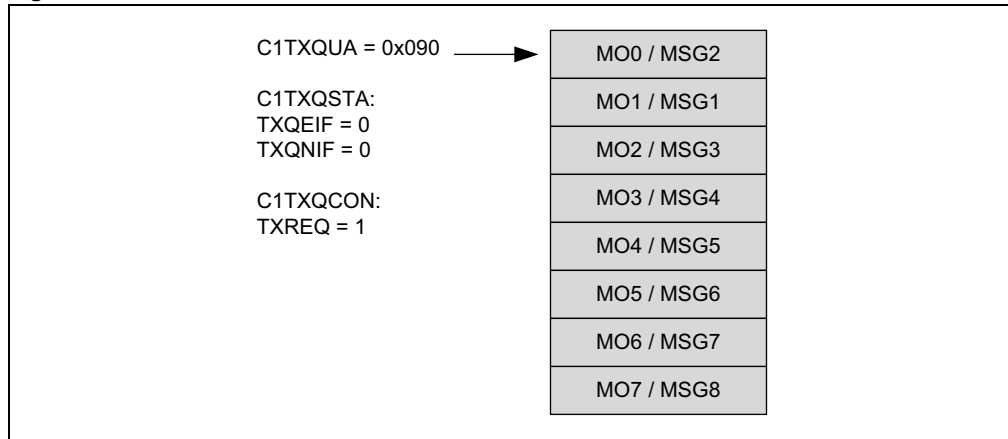 C1TXQUA = 0x090
C1TXQSTA:
TXQEIF = 0
TXQNIF = 0
C1TXQCON:
TXREQ = 1
MO0 / MSG2
MO1 / MSG1
MO2 / MSG3
MO3 / MSG4
MO4 / MSG5
MO5 / MSG6
MO6 / MSG7
MO7 / MSG8